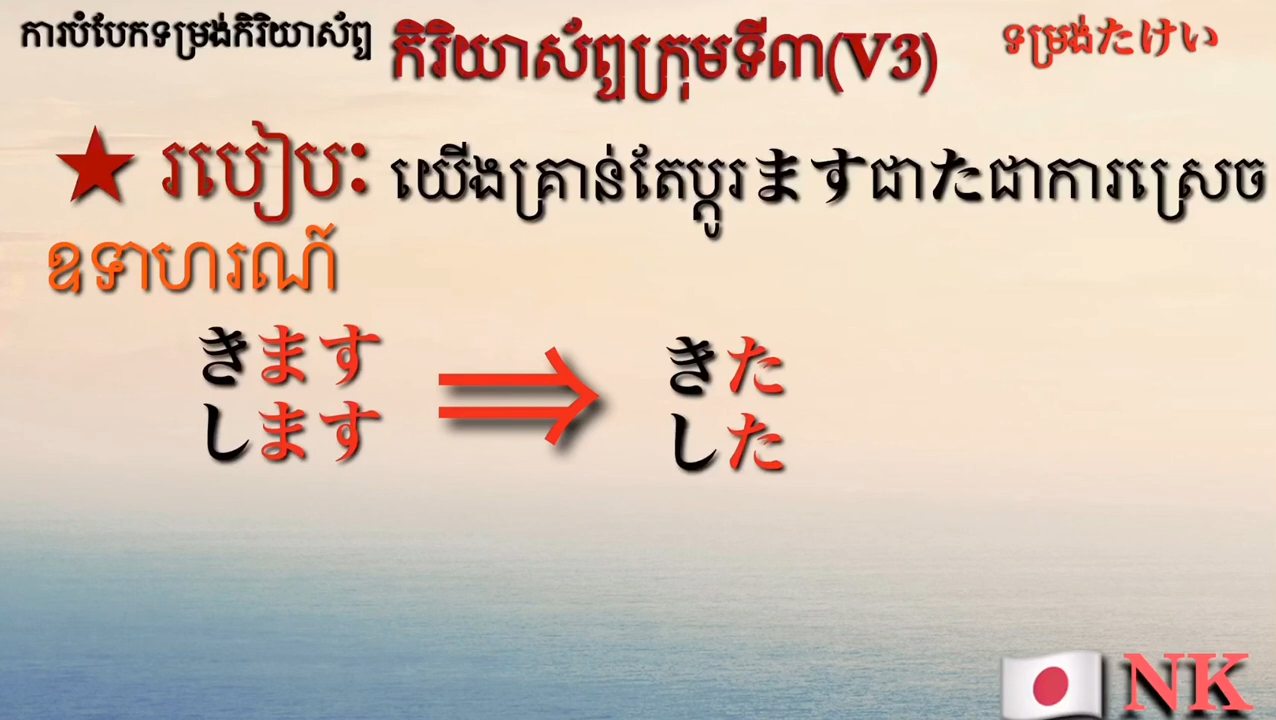 ការបំបែកទម្រង់កិរិយាស័ព្ទ
កិរិយាស័ព្ទក្រុមទី៣(V3)
ទម្រង់たけい
★ របៀបៈ យើងគ្រាន់តែប្ដូរますជាたជាការស្រេច
ឧទាហរណ៍
きます ⇒ きた
します した
NK